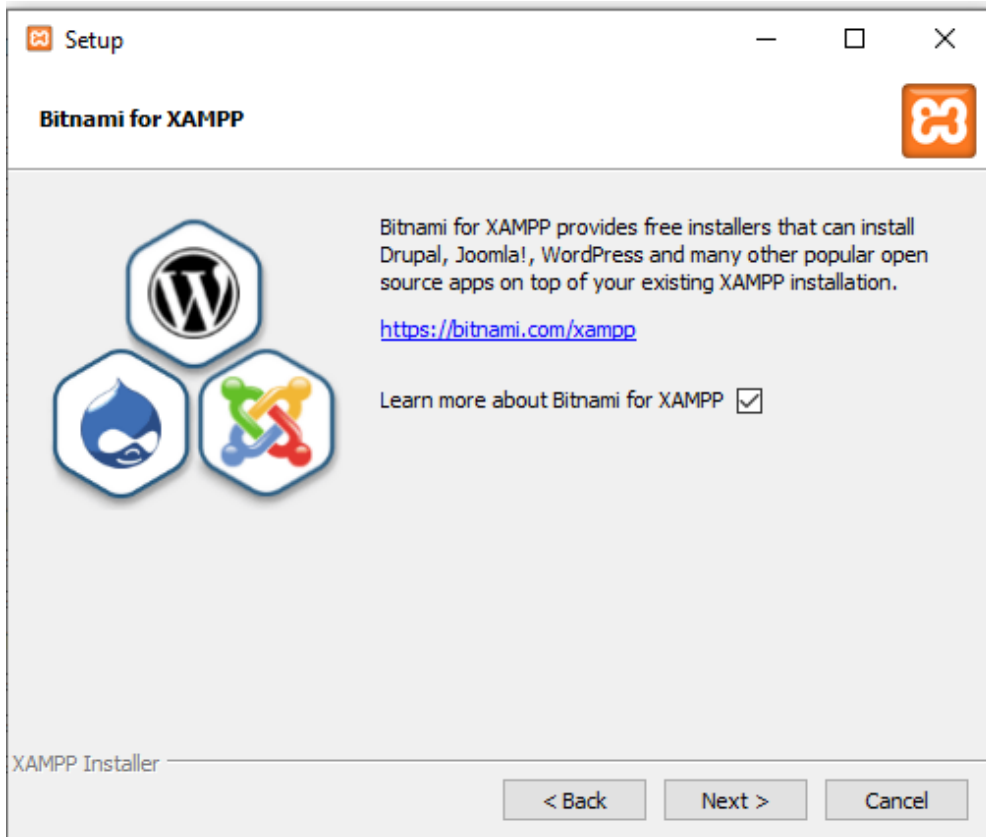 Setup
Bitnami for XAMPP
Bitnami for XAMPP provides free installers that can install
Drupal, Joomla!, WordPress and many other popular open
source apps on top of your existing XAMPP installation.
https://bitnami.com/xampp
Learn more about Bitnami for XAMPP
XAMPP Installer
< Back Next > Cancel